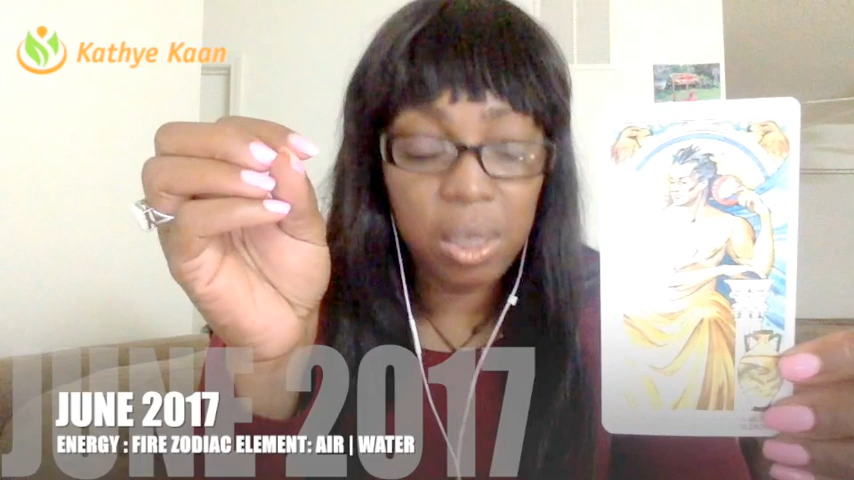 Kathye Kaan
JUNE 2017
JUNE 2017
ENERGY : FIRE ZODIAC ELEMENT: AIR | WATER